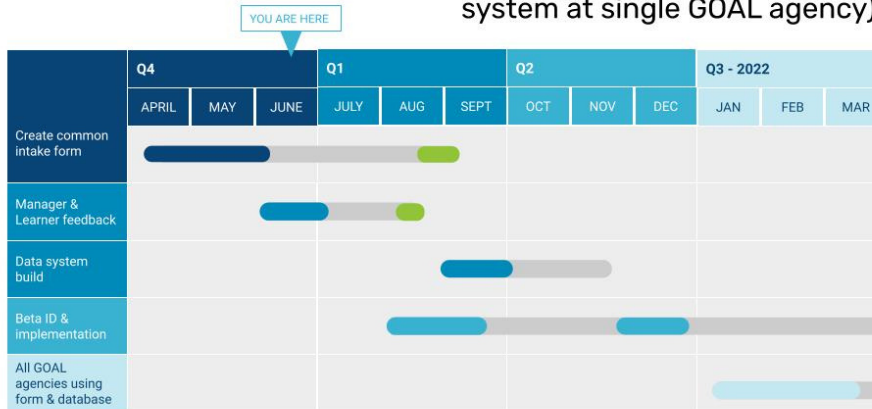 system at single GOAL agency)
YOU ARE HERE
Q4 Q1 Q2 Q3 - 2022
APRIL MAY JUNE JULY AUG SEPT OCT NOV DEC JAN FEB MAR
Create common
intake form
Manager &
Learner feedback
Data system
build
Beta ID &
implementation
All GOAL
agencies using
form & database